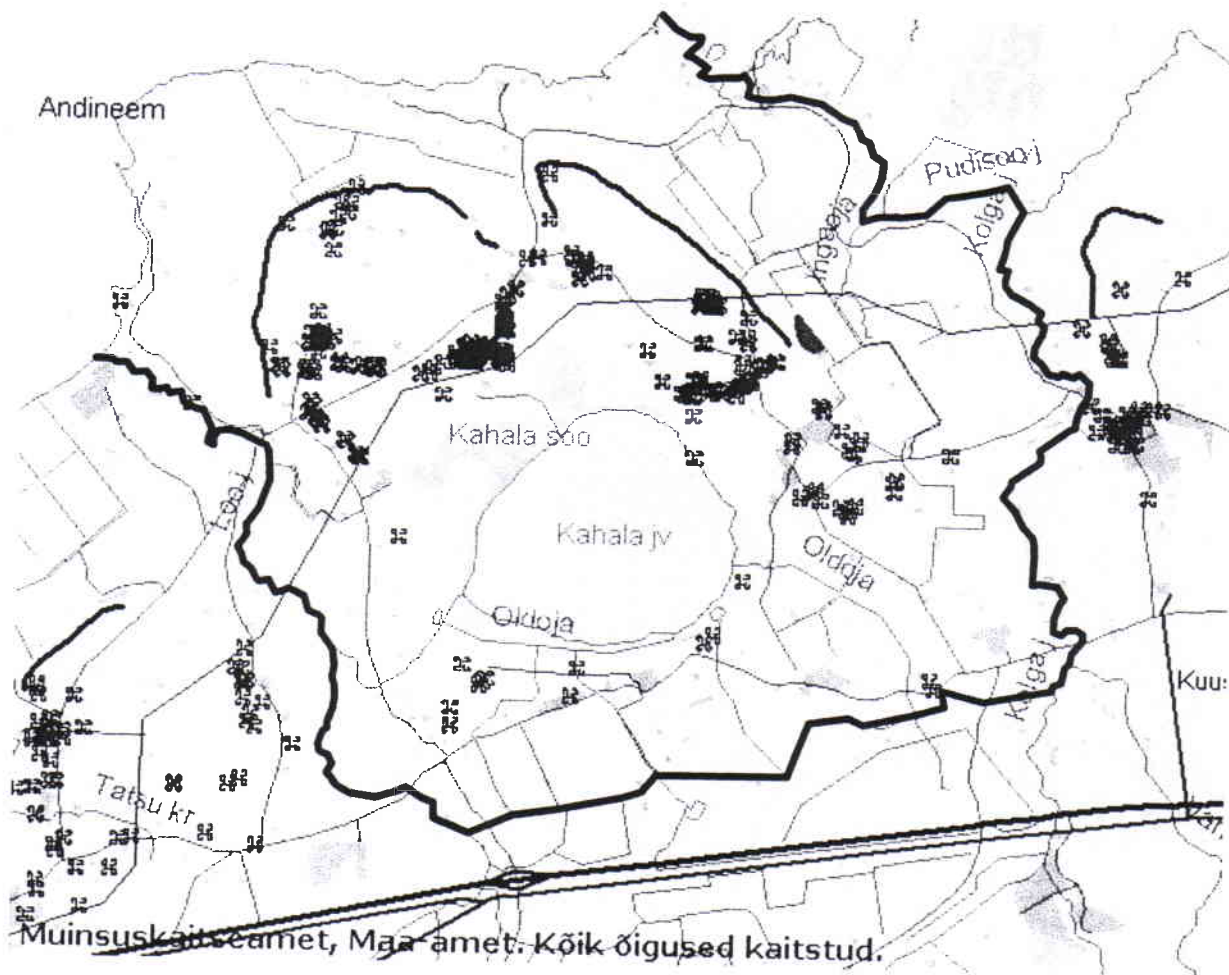 Andineem
Pudisoo j
Ingaoja
Kolga
Loo j
Kahala soo
Kahala jv
Oldoja
Oldoja
Kolga j
Kuu
Tatsu kr
Muinsuskaitseamet, Maa-amet. Kõik õigused kaitstud.